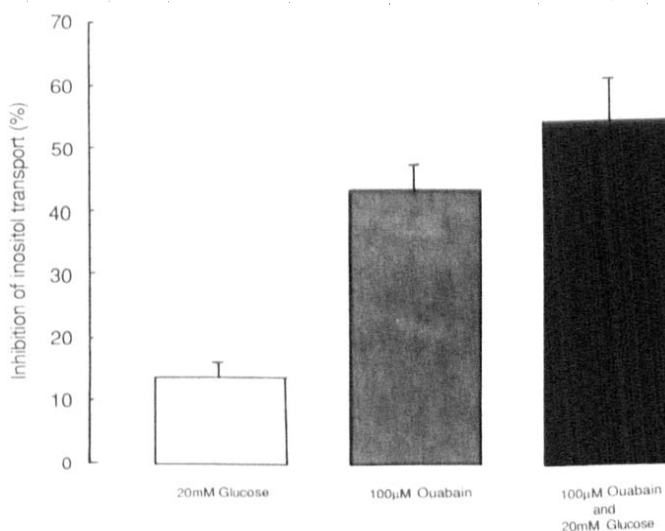 Inhibition of inositol transport (%)
70
60
50
40
30
20
10
0
20mM Glucose
100μM Ouabain
100μM Ouabain
and
20mM Glucose